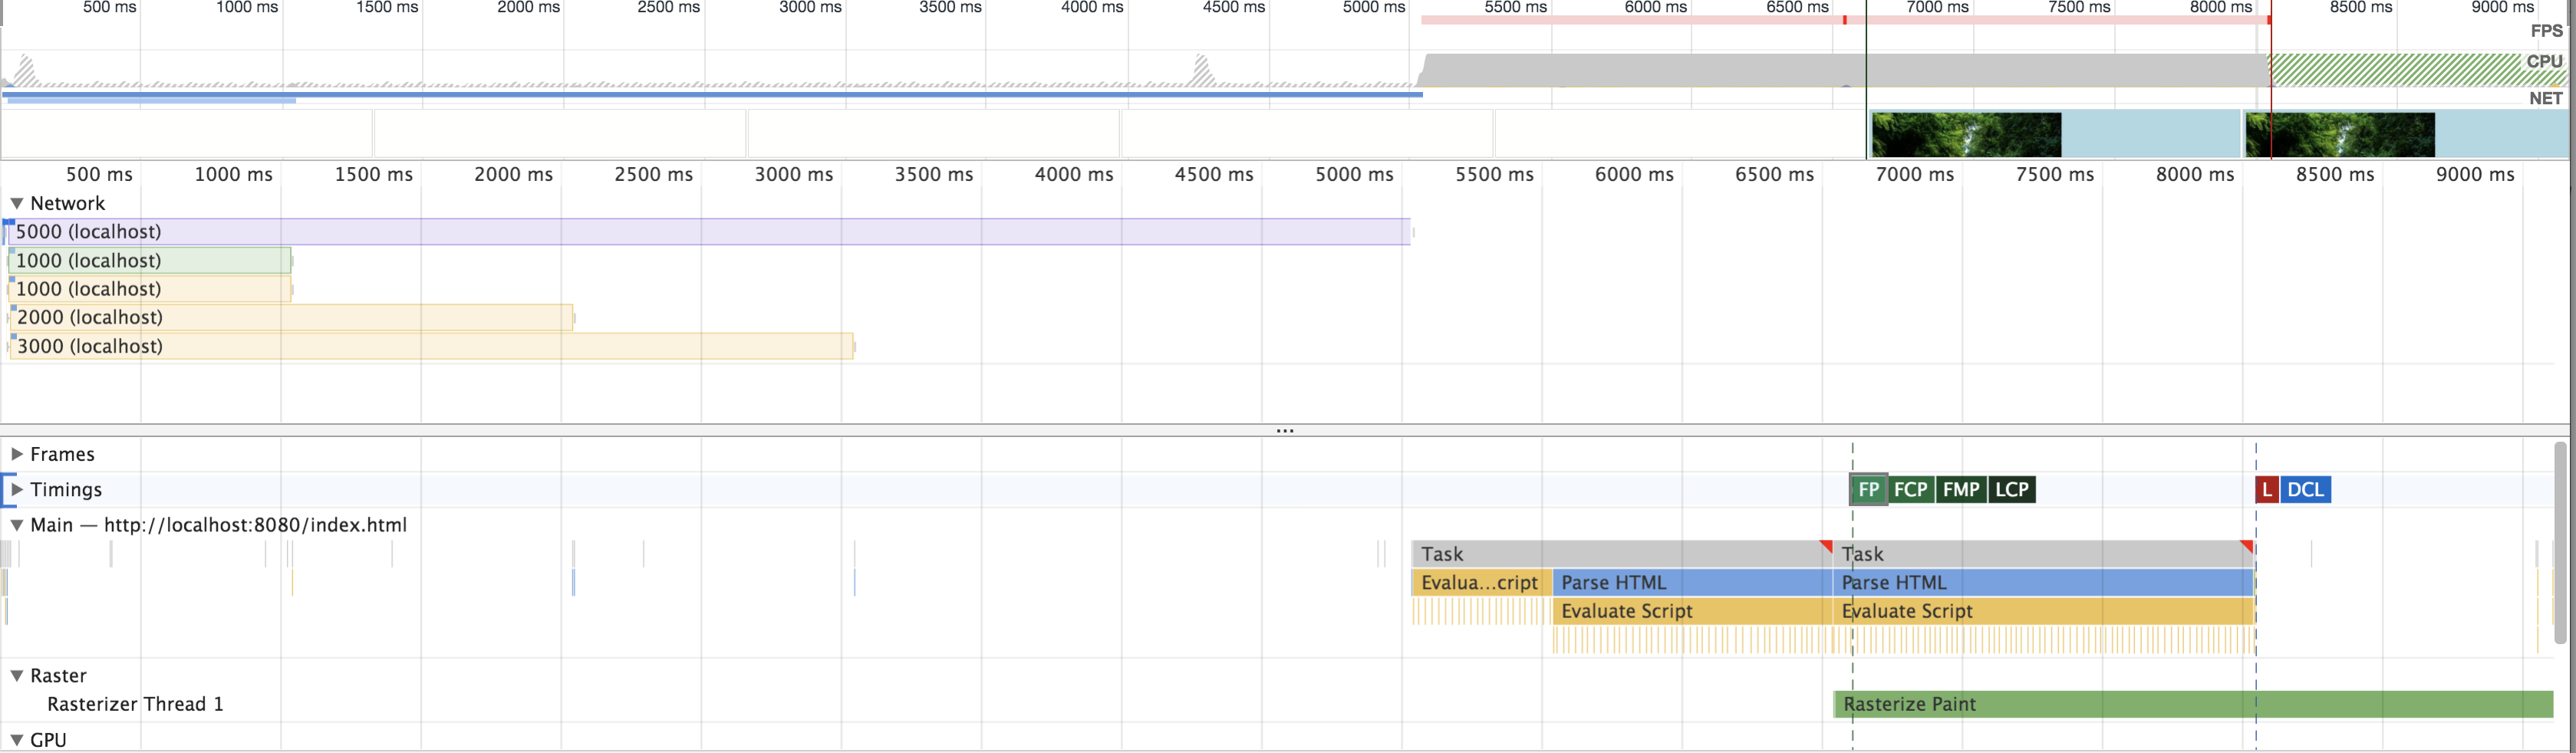 500 ms 1000 ms 1500 ms 2000 ms 2500 ms 3000 ms 3500 ms 4000 ms 4500 ms 5000 ms 5500 ms 6000 ms 6500 ms 7000 ms 7500 ms 8000 ms 8500 ms 9000 ms
FPS
CPU
NET
500 ms 1000 ms 1500 ms 2000 ms 2500 ms 3000 ms 3500 ms 4000 ms 4500 ms 5000 ms 5500 ms 6000 ms 6500 ms 7000 ms 7500 ms 8000 ms 8500 ms 9000 ms
Network
5000 (localhost)
1000 (localhost)
1000 (localhost)
2000 (localhost)
3000 (localhost)
...
Frames
Timings FP FCP FMP LCP L DCL
Main — http://localhost:8080/index.html
Task Task
Evalua...cript Parse HTML Parse HTML
Evaluate Script Evaluate Script
Raster
Rasterizer Thread 1 Rasterize Paint
GPU